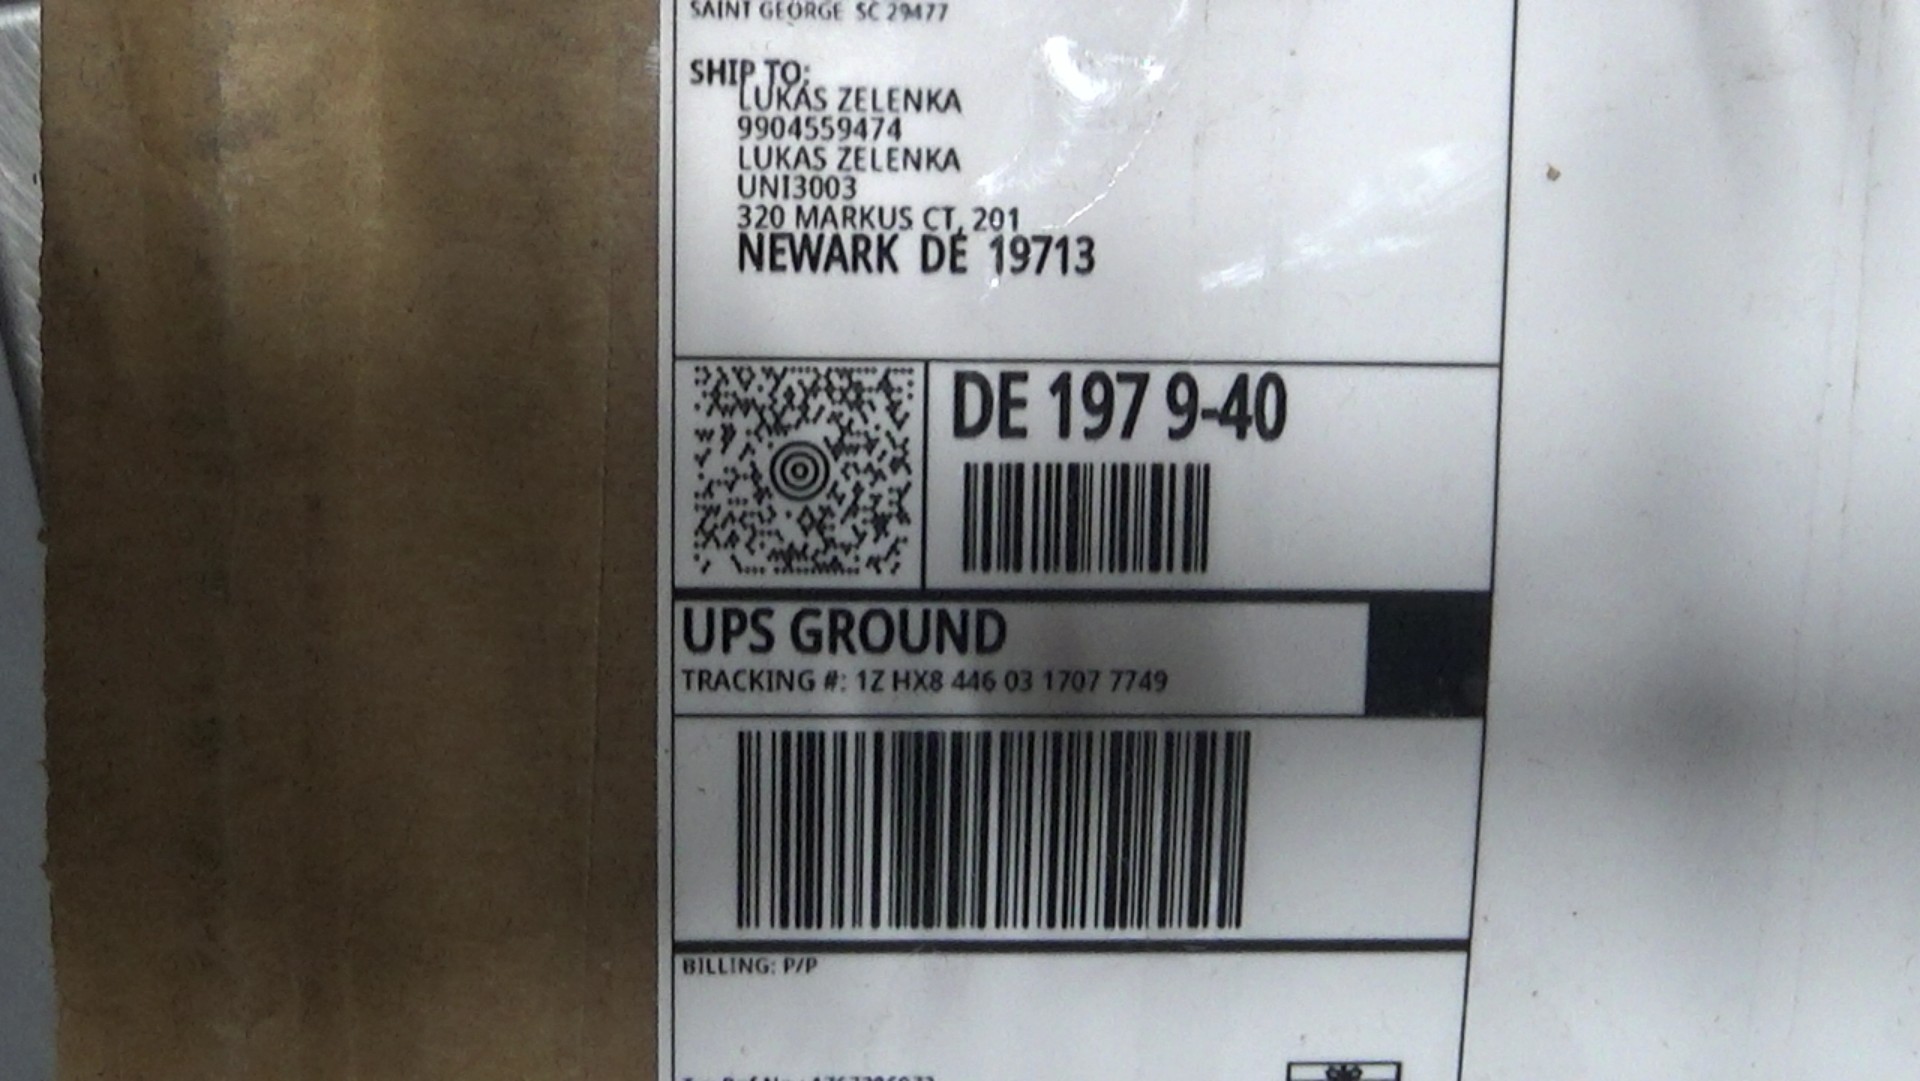 SAINT GEORGE SC 29477
SHIP TO:
LUKAS ZELENKA
9904559474
LUKAS ZELENKA
UNI3003
320 MARKUS CT, 201
NEWARK DE 19713
DE 197 9-40
UPS GROUND
TRACKING #: 1Z HX8 446 03 1707 7749
BILLING: P/P